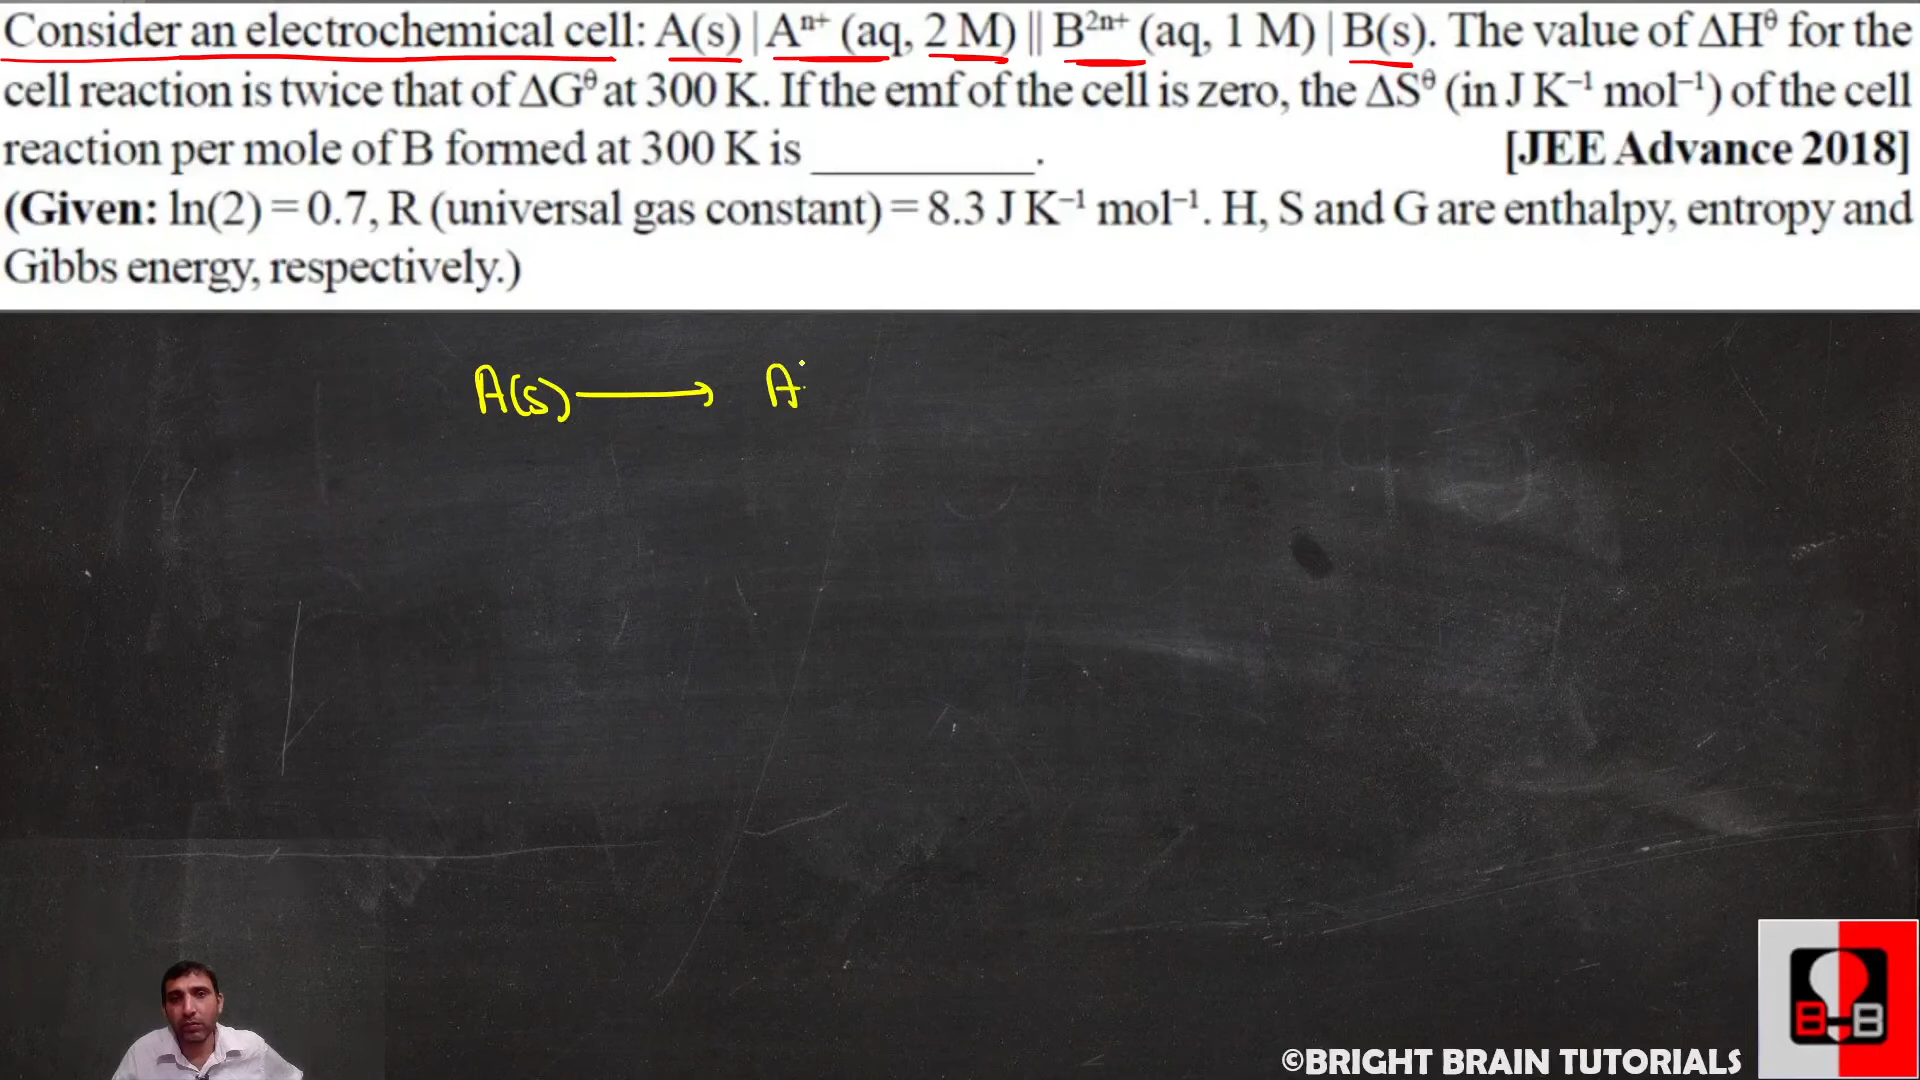 Consider an electrochemical cell: A(s) | Aⁿ⁺ (aq, 2 M) || B²ⁿ⁺ (aq, 1 M) | B(s). The value of ΔH^θ for the
cell reaction is twice that of ΔG^θ at 300 K. If the emf of the cell is zero, the ΔS^θ (in J K⁻¹ mol⁻¹) of the cell
reaction per mole of B formed at 300 K is __________. [JEE Advance 2018]
(Given: ln(2) = 0.7, R (universal gas constant) = 8.3 J K⁻¹ mol⁻¹. H, S and G are enthalpy, entropy and
Gibbs energy, respectively.)
A(s) ⟶ A
B B
©BRIGHT BRAIN TUTORIALS